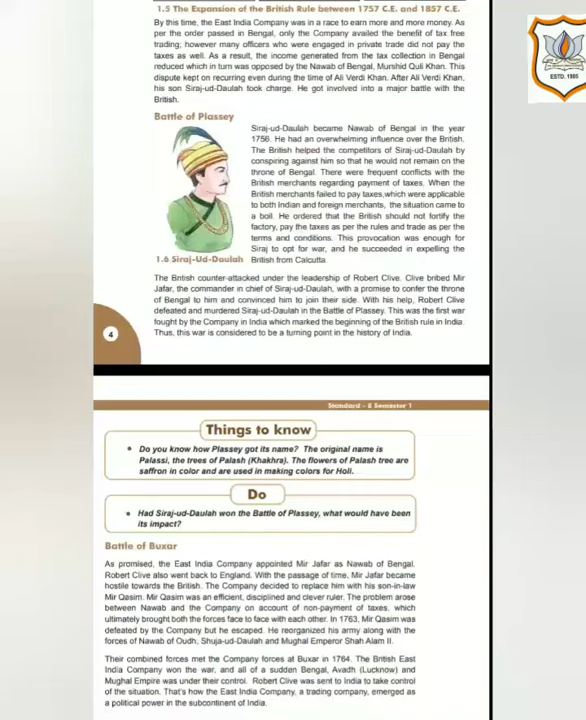 1.5 The Expansion of the British Rule between 1757 C.E. and 1857 C.E.
By this time, the East India Company was in a race to earn more and more money. As
per the order passed in Bengal, only the Company availed the benefit of tax free
trading; however many officers who were engaged in private trade did not pay the
taxes as well. As a result, the income generated from the tax collection in Bengal
reduced which in turn was opposed by the Nawab of Bengal, Murshid Quli Khan. This
dispute kept on recurring even during the time of Ali Verdi Khan. After Ali Verdi Khan,
his son Siraj-ud-Daulah took charge. He got involved into a major battle with the
British.
Battle of Plassey
Siraj-ud-Daulah became Nawab of Bengal in the year
1756. He had an overwhelming influence over the British.
The British helped the competitors of Siraj-ud-Daulah by
conspiring against him so that he would not remain on the
throne of Bengal. There were frequent conflicts with the
British merchants regarding payment of taxes. When the
British merchants failed to pay taxes,which were applicable
to both Indian and foreign merchants, the situation came to
a boil. He ordered that the British should not fortify the
factory, pay the taxes as per the rules and trade as per the
terms and conditions. This provocation was enough for
Siraj to opt for war, and he succeeded in expelling the
British from Calcutta.
1.6 Siraj-Ud-Daulah
The British counter-attacked under the leadership of Robert Clive. Clive bribed Mir
Jafar, the commander in chief of Siraj-ud-Daulah, with a promise to confer the throne
of Bengal to him and convinced him to join their side. With his help, Robert Clive
defeated and murdered Siraj-ud-Daulah in the Battle of Plassey. This was the first war
fought by the Company in India which marked the beginning of the British rule in India.
Thus, this war is considered to be a turning point in the history of India.
4
Standard - 8 Semester 1
Things to know
• Do you know how Plassey got its name? The original name is
Palassi, the trees of Palash (Khakhra). The flowers of Palash tree are
saffron in color and are used in making colors for Holi.
Do
• Had Siraj-ud-Daulah won the Battle of Plassey, what would have been
its impact?
Battle of Buxar
As promised, the East India Company appointed Mir Jafar as Nawab of Bengal.
Robert Clive also went back to England. With the passage of time, Mir Jafar became
hostile towards the British. The Company decided to replace him with his son-in-law
Mir Qasim. Mir Qasim was an efficient, disciplined and clever ruler. The problem arose
between Nawab and the Company on account of non-payment of taxes, which
ultimately brought both the forces face to face with each other. In 1763, Mir Qasim was
defeated by the Company but he escaped. He reorganized his army along with the
forces of Nawab of Oudh, Shuja-ud-Daulah and Mughal Emperor Shah Alam II.
Their combined forces met the Company forces at Buxar in 1764. The British East
India Company won the war, and all of a sudden Bengal, Avadh (Lucknow) and
Mughal Empire was under their control. Robert Clive was sent to India to take control
of the situation. That's how the East India Company, a trading company, emerged as
a political power in the subcontinent of India.
ESTD. 1985